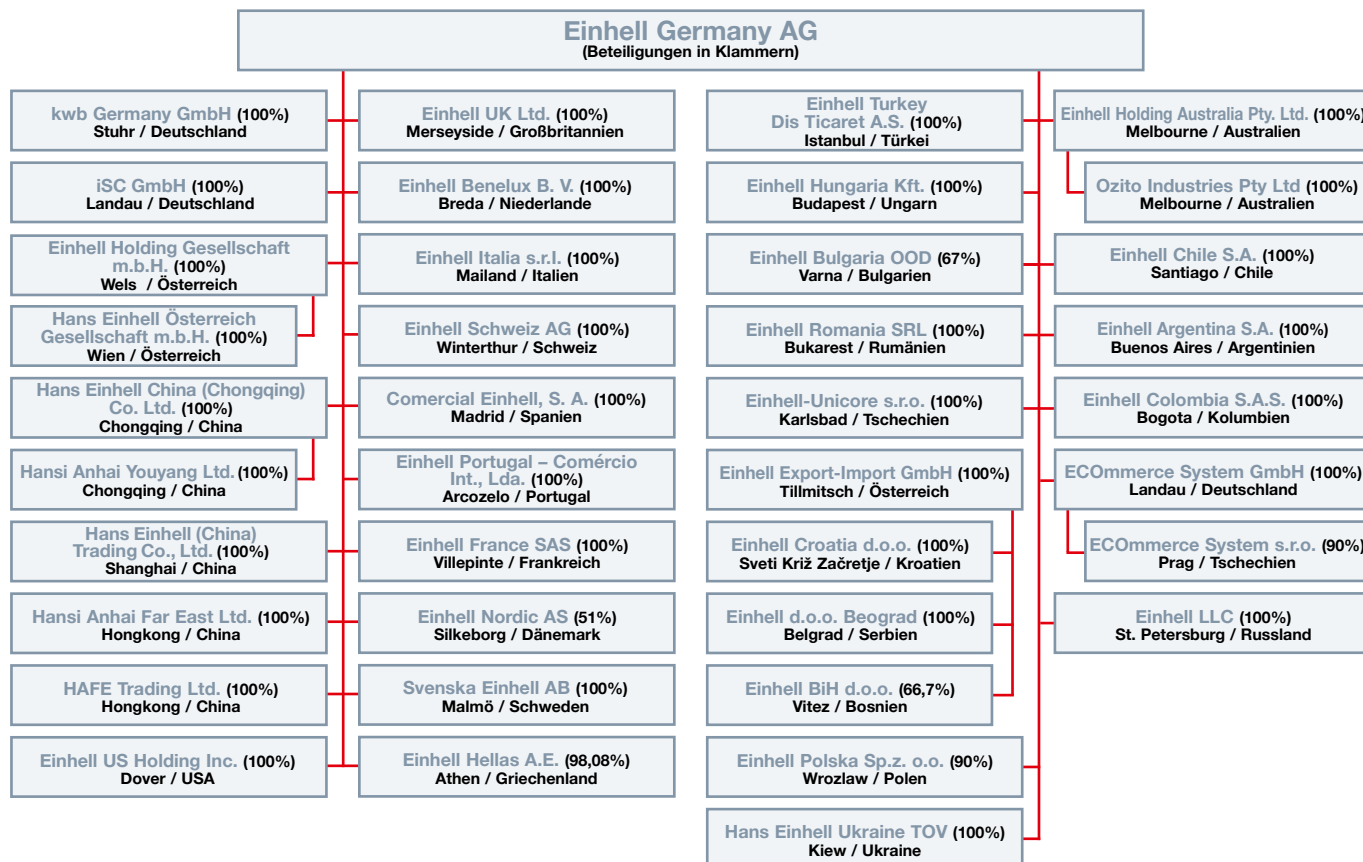 Einhell Germany AG
(Beteiligungen in Klammern)
kwb Germany GmbH (100%)
Stuhr / Deutschland
iSC GmbH (100%)
Landau / Deutschland
Einhell Holding Gesellschaft
m.b.H. (100%)
Wels / Österreich
Hans Einhell Österreich
Gesellschaft m.b.H. (100%)
Wien / Österreich
Hans Einhell China (Chongqing)
Co. Ltd. (100%)
Chongqing / China
Hansi Anhai Youyang Ltd. (100%)
Chongqing / China
Hans Einhell (China)
Trading Co., Ltd. (100%)
Shanghai / China
Hansi Anhai Far East Ltd. (100%)
Hongkong / China
HAFE Trading Ltd. (100%)
Hongkong / China
Einhell US Holding Inc. (100%)
Dover / USA
Einhell UK Ltd. (100%)
Merseyside / Großbritannien
Einhell Benelux B. V. (100%)
Breda / Niederlande
Einhell Italia s.r.l. (100%)
Mailand / Italien
Einhell Schweiz AG (100%)
Winterthur / Schweiz
Comercial Einhell, S. A. (100%)
Madrid / Spanien
Einhell Portugal – Comércio
Int., Lda. (100%)
Arcozelo / Portugal
Einhell France SAS (100%)
Villepinte / Frankreich
Einhell Nordic AS (51%)
Silkeborg / Dänemark
Svenska Einhell AB (100%)
Malmö / Schweden
Einhell Hellas A.E. (98,08%)
Athen / Griechenland
Einhell Turkey
Dis Ticaret A.S. (100%)
Istanbul / Türkei
Einhell Hungaria Kft. (100%)
Budapest / Ungarn
Einhell Bulgaria OOD (67%)
Varna / Bulgarien
Einhell Romania SRL (100%)
Bukarest / Rumänien
Einhell-Unicore s.r.o. (100%)
Karlsbad / Tschechien
Einhell Export-Import GmbH (100%)
Tillmitsch / Österreich
Einhell Croatia d.o.o. (100%)
Sveti Križ Začretje / Kroatien
Einhell d.o.o. Beograd (100%)
Belgrad / Serbien
Einhell BiH d.o.o. (66,7%)
Vitez / Bosnien
Einhell Polska Sp.z. o.o. (90%)
Wrozlaw / Polen
Hans Einhell Ukraine TOV (100%)
Kiew / Ukraine
Einhell Holding Australia Pty. Ltd. (100%)
Melbourne / Australien
Ozito Industries Pty Ltd (100%)
Melbourne / Australien
Einhell Chile S.A. (100%)
Santiago / Chile
Einhell Argentina S.A. (100%)
Buenos Aires / Argentinien
Einhell Colombia S.A.S. (100%)
Bogota / Kolumbien
ECOmmerce System GmbH (100%)
Landau / Deutschland
ECOmmerce System s.r.o. (90%)
Prag / Tschechien
Einhell LLC (100%)
St. Petersburg / Russland